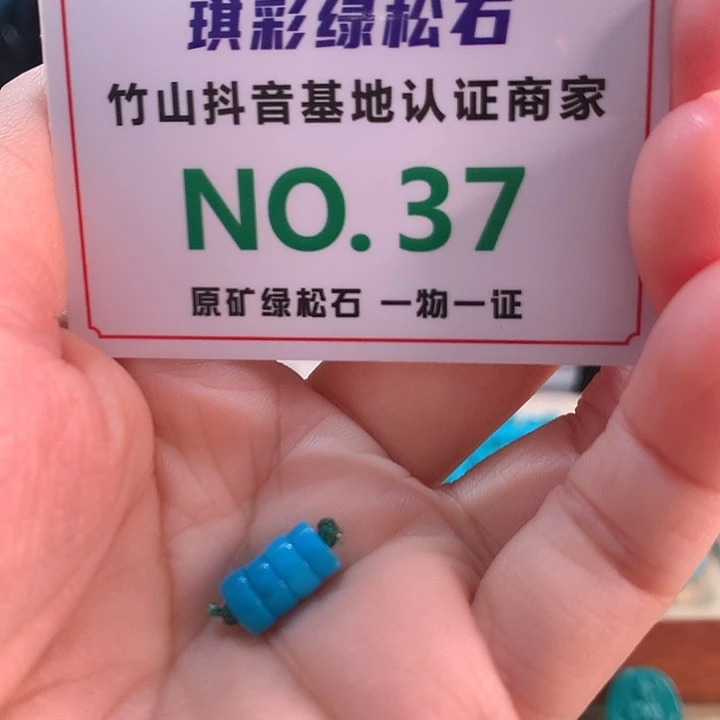 琪彩绿松石
竹山抖音基地认证商家
NO.37
原矿绿松石 一物一证